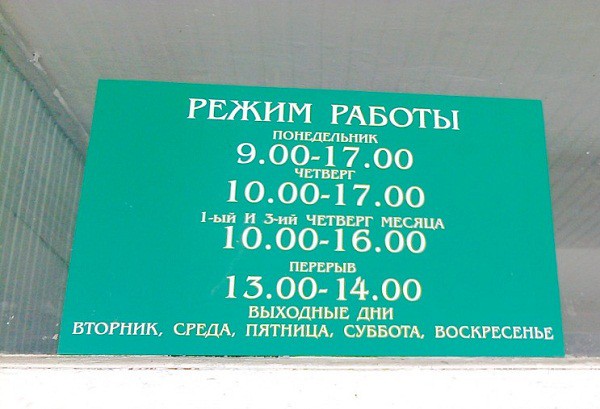 РЕЖИМ РАБОТЫ
ПОНЕДЕЛЬНИК
9.00-17.00
ЧЕТВЕРГ
10.00-17.00
1-ый И 3-ий ЧЕТВЕРГ МЕСЯЦА
10.00-16.00
ПЕРЕРЫВ
13.00-14.00
ВЫХОДНЫЕ ДНИ
ВТОРНИК, СРЕДА, ПЯТНИЦА, СУББОТА, ВОСКРЕСЕНЬЕ